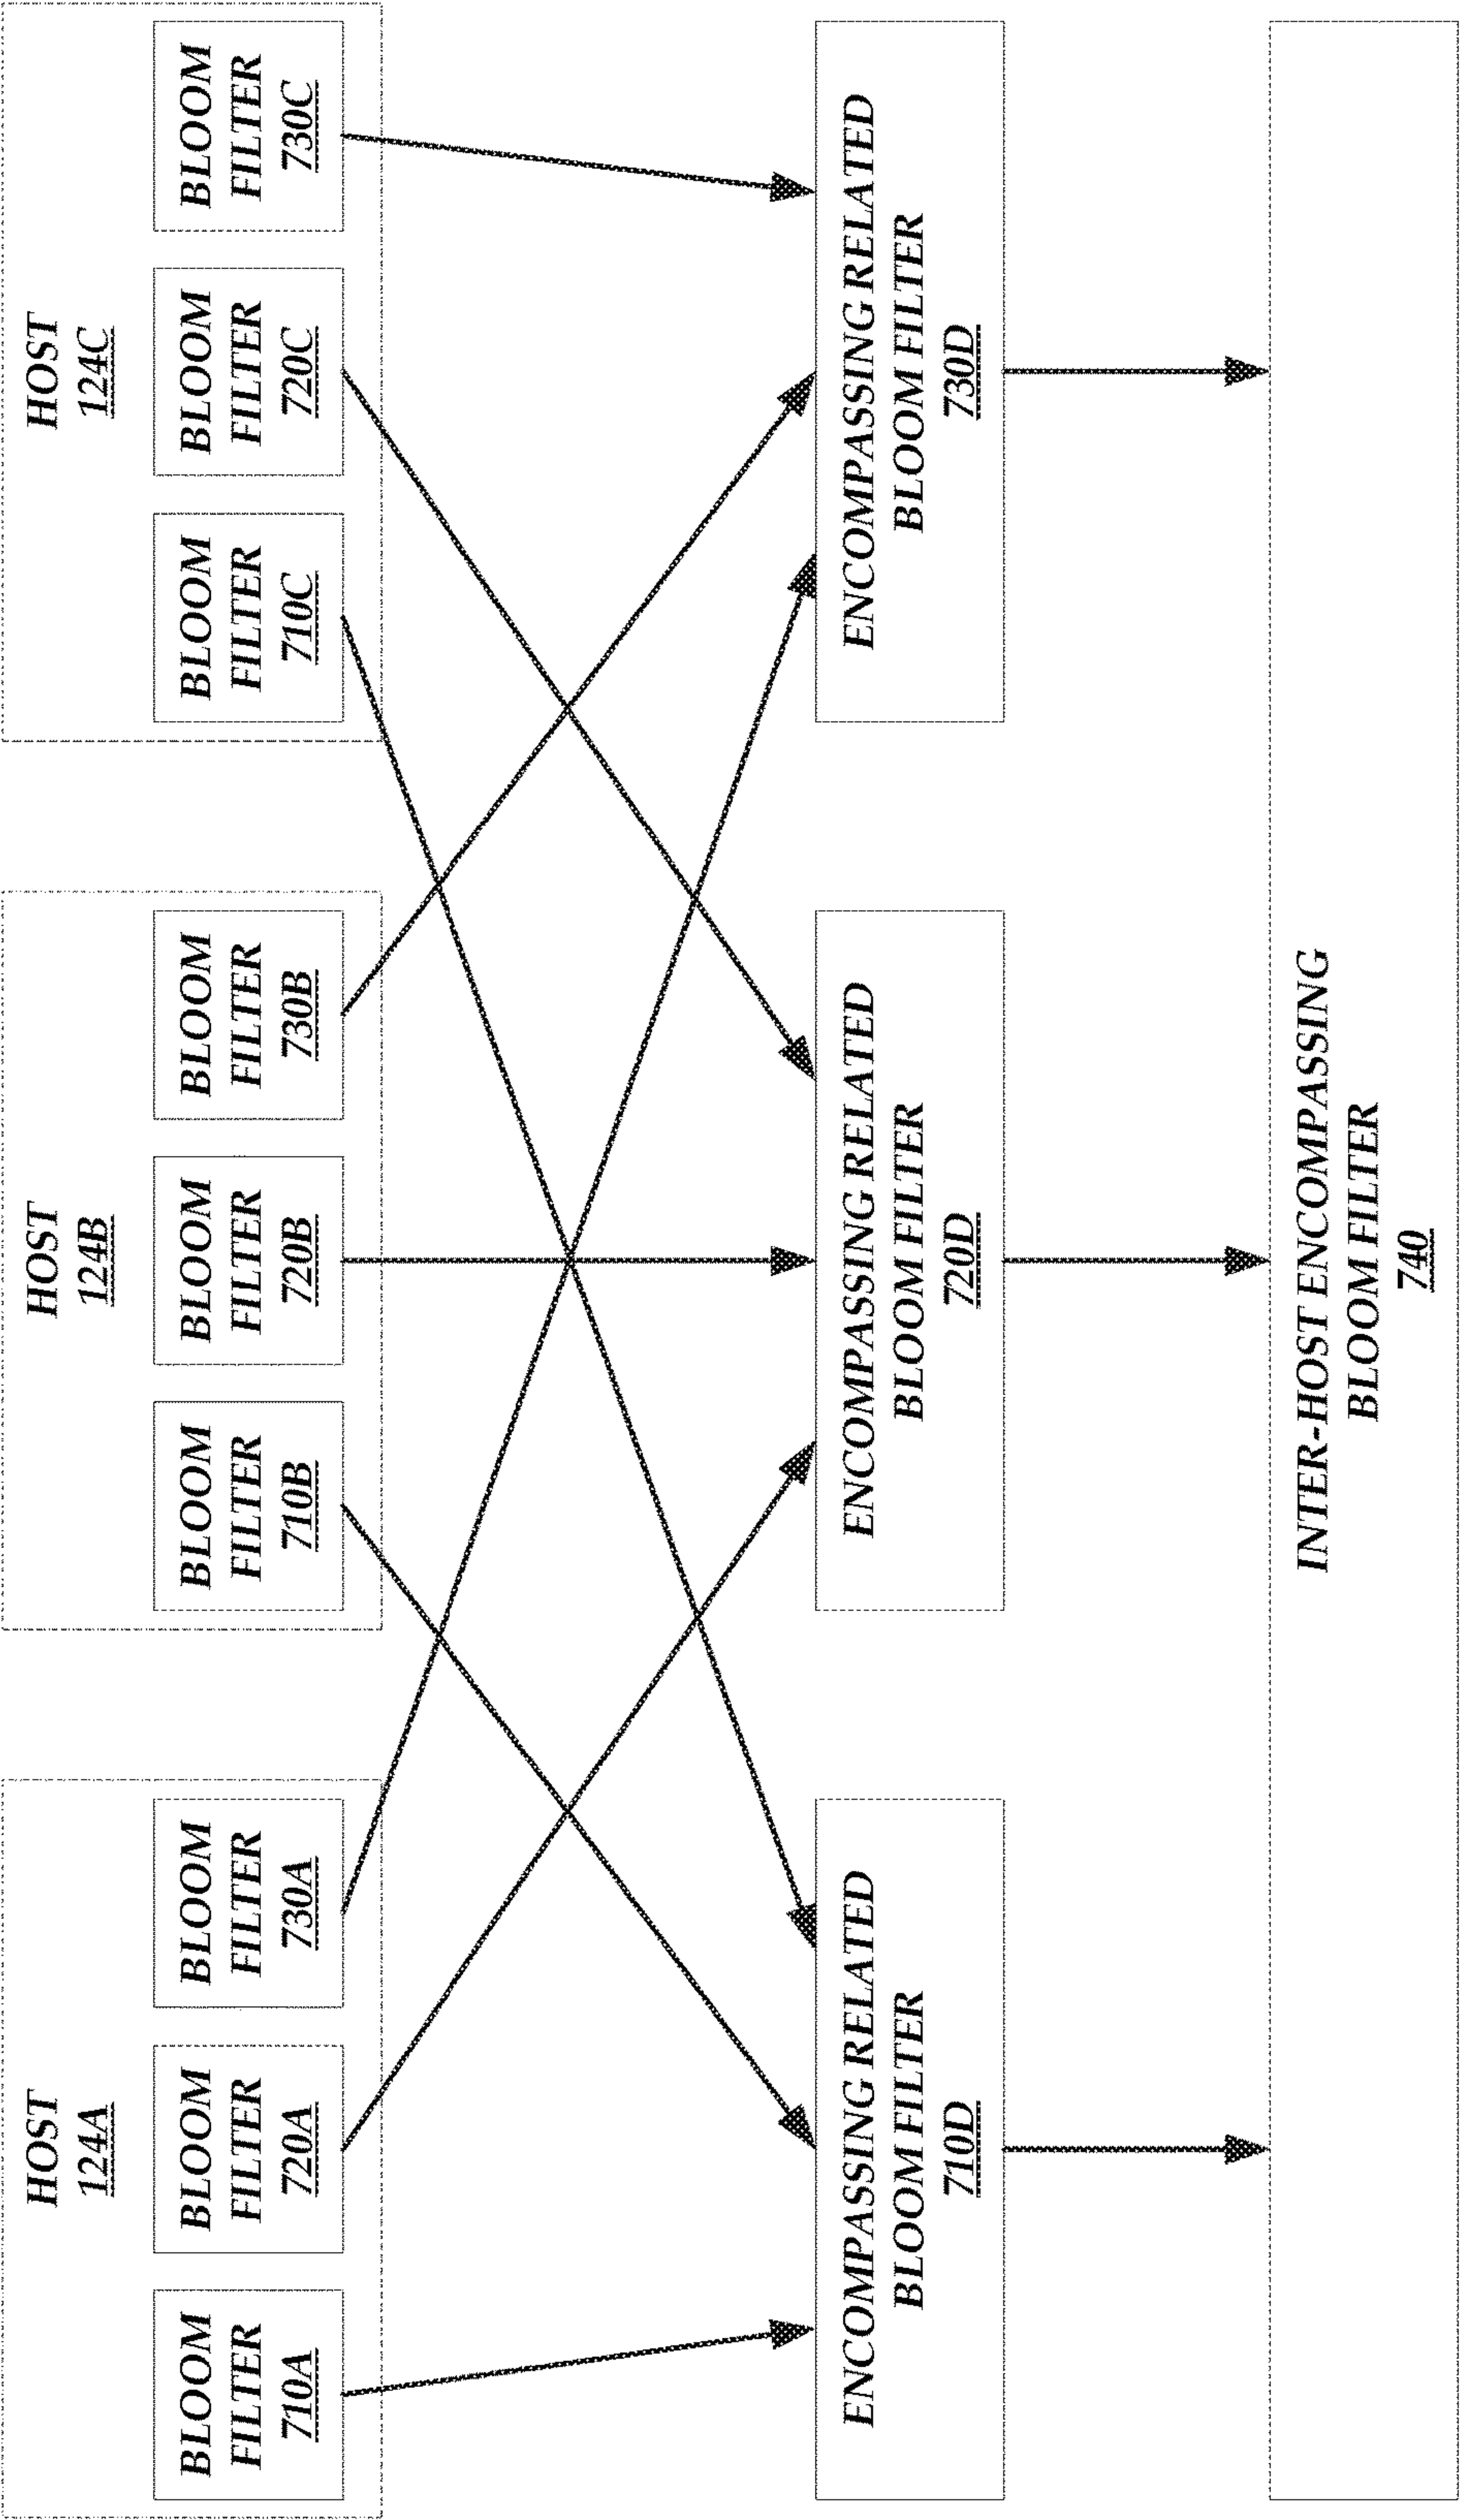 HOST
124A
BLOOM
FILTER
710A
BLOOM
FILTER
720A
BLOOM
FILTER
730A
HOST
124B
BLOOM
FILTER
710B
BLOOM
FILTER
720B
BLOOM
FILTER
730B
HOST
124C
BLOOM
FILTER
710C
BLOOM
FILTER
720C
BLOOM
FILTER
730C
ENCOMPASSING RELATED
BLOOM FILTER
710D
ENCOMPASSING RELATED
BLOOM FILTER
720D
ENCOMPASSING RELATED
BLOOM FILTER
730D
INTER-HOST ENCOMPASSING
BLOOM FILTER
740